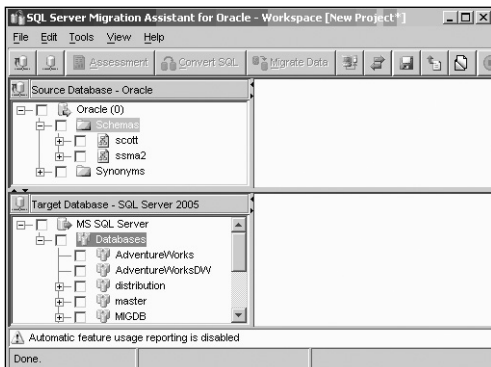 SQL Server Migration Assistant for Oracle - Workspace [New Project*]
File Edit Tools View Help
Assessment Convert SQL Migrate Data
Source Database - Oracle
Oracle (0)
Schemas
scott
ssma2
Synonyms
Target Database - SQL Server 2005
MS SQL Server
Databases
AdventureWorks
AdventureWorksDW
distribution
master
MIGDB
Automatic feature usage reporting is disabled
Done.